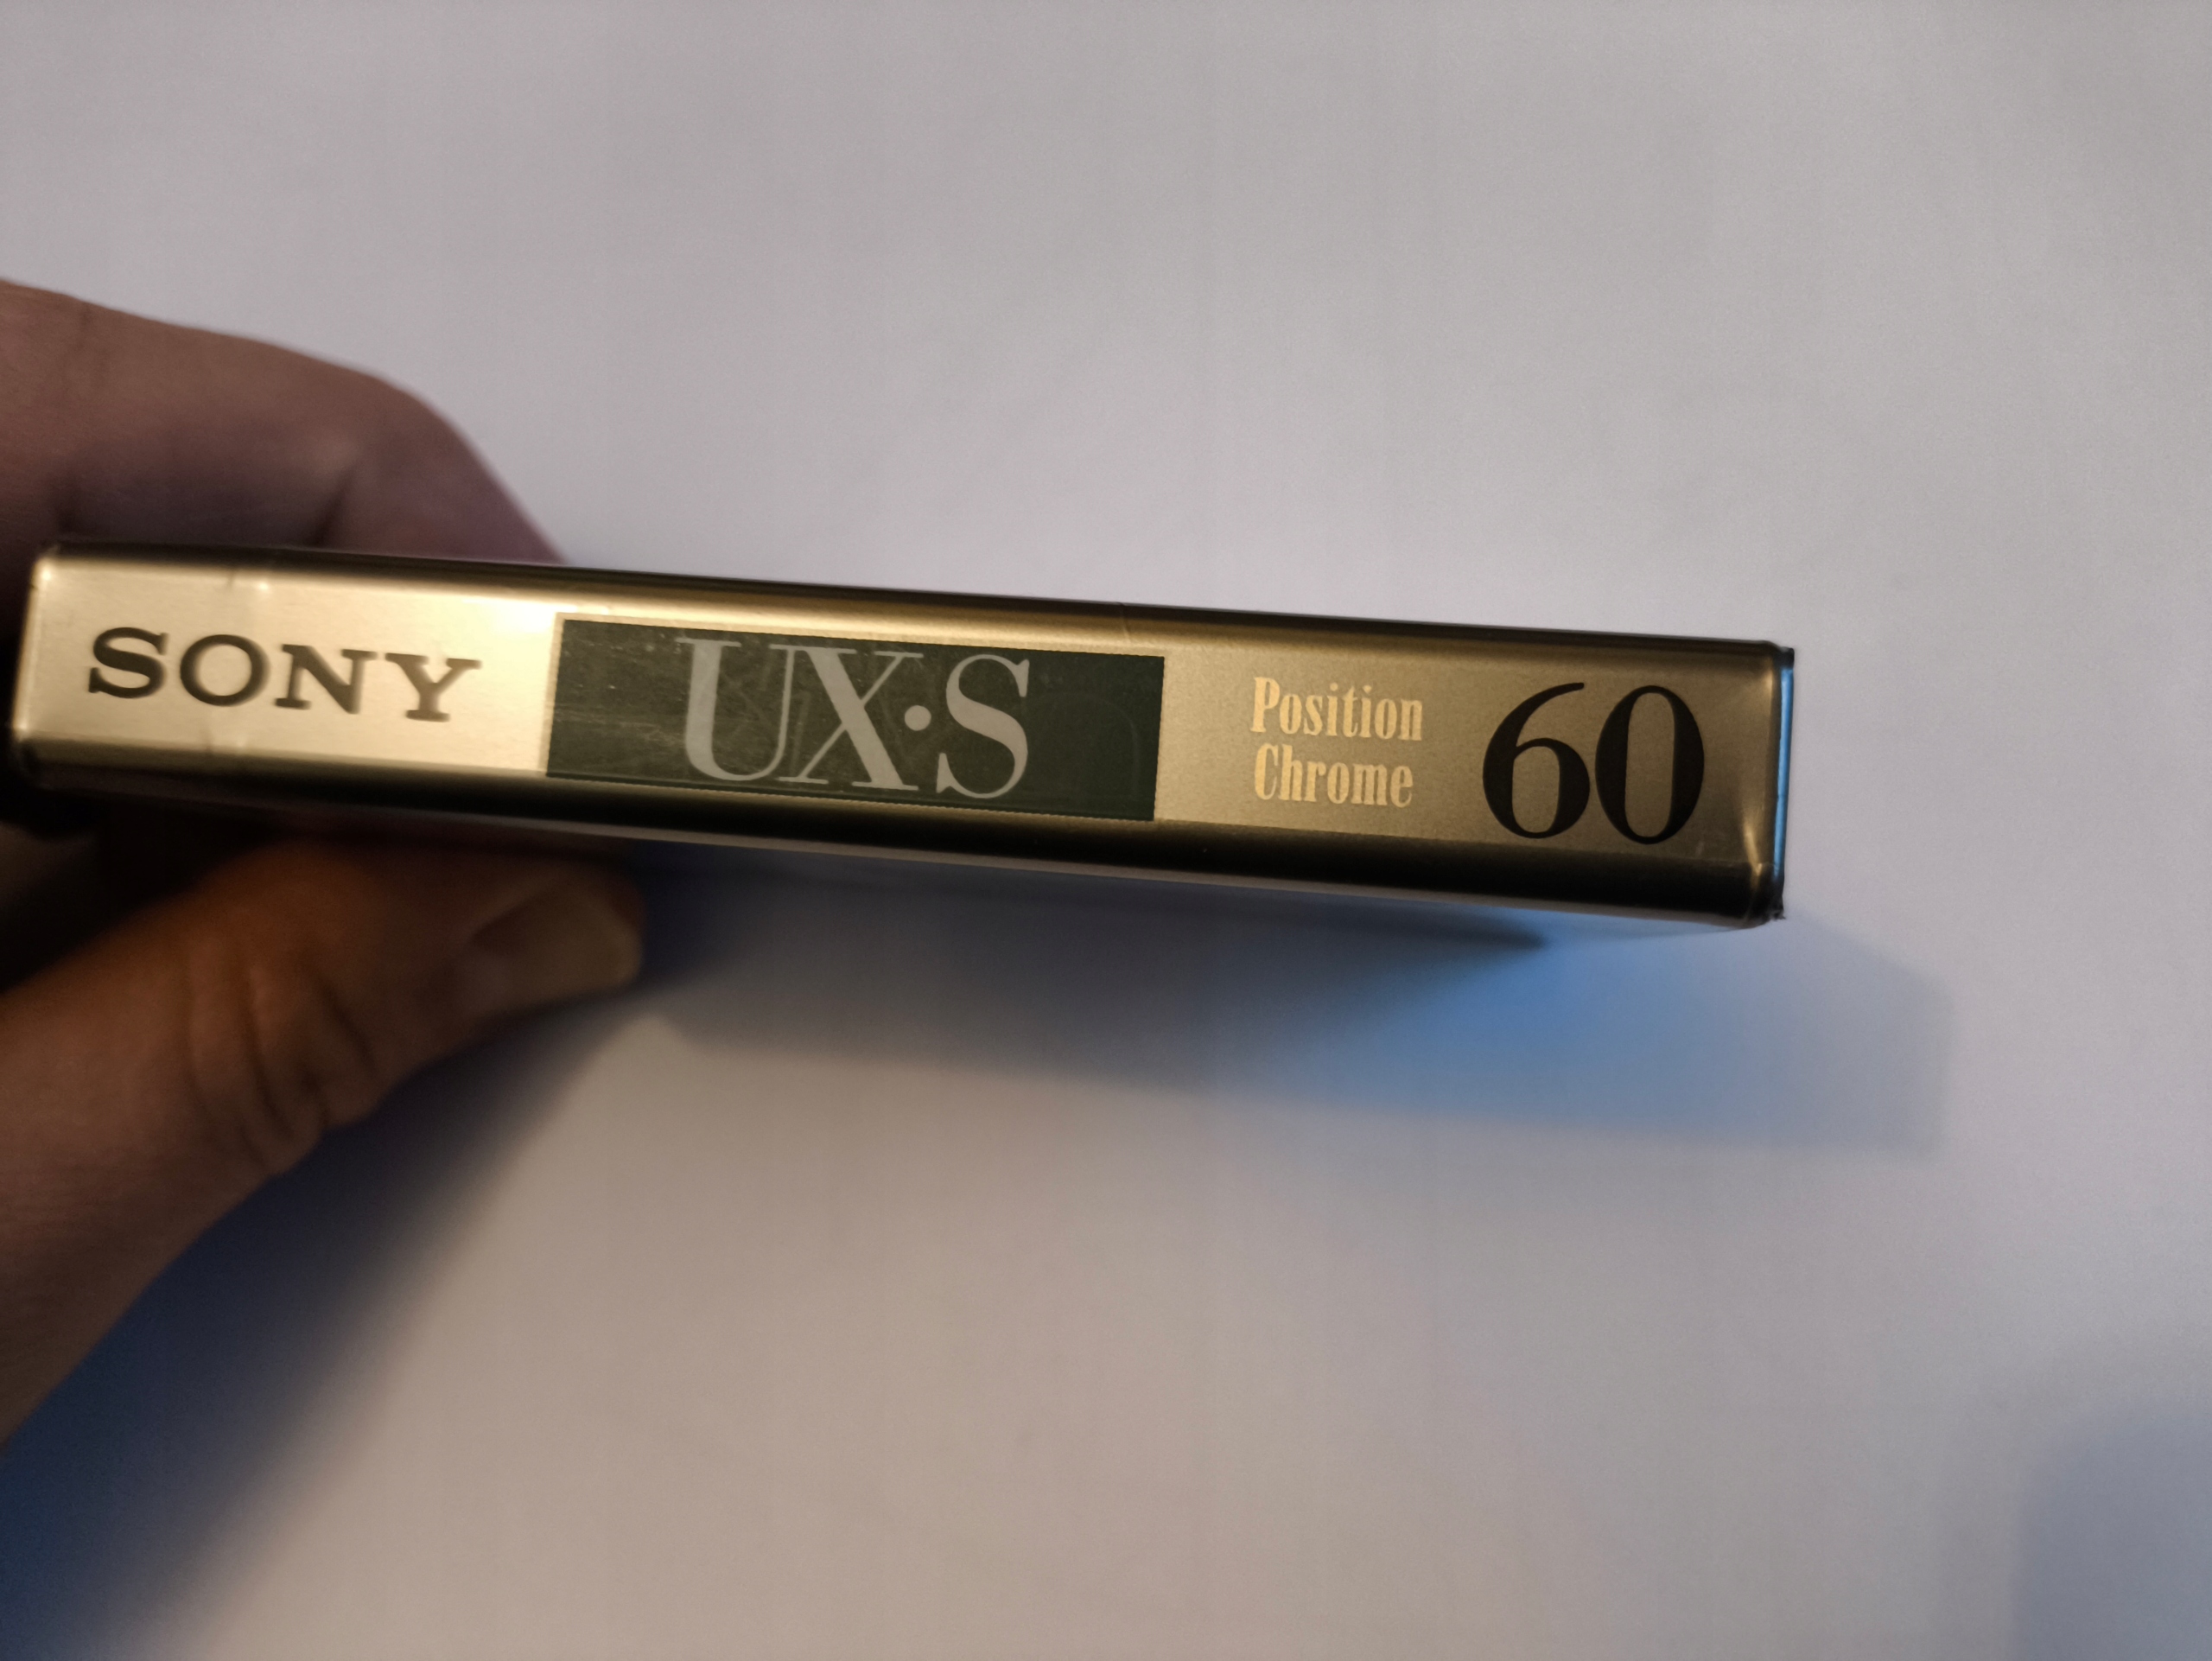 SONY
UX·S
Position
Chrome
60